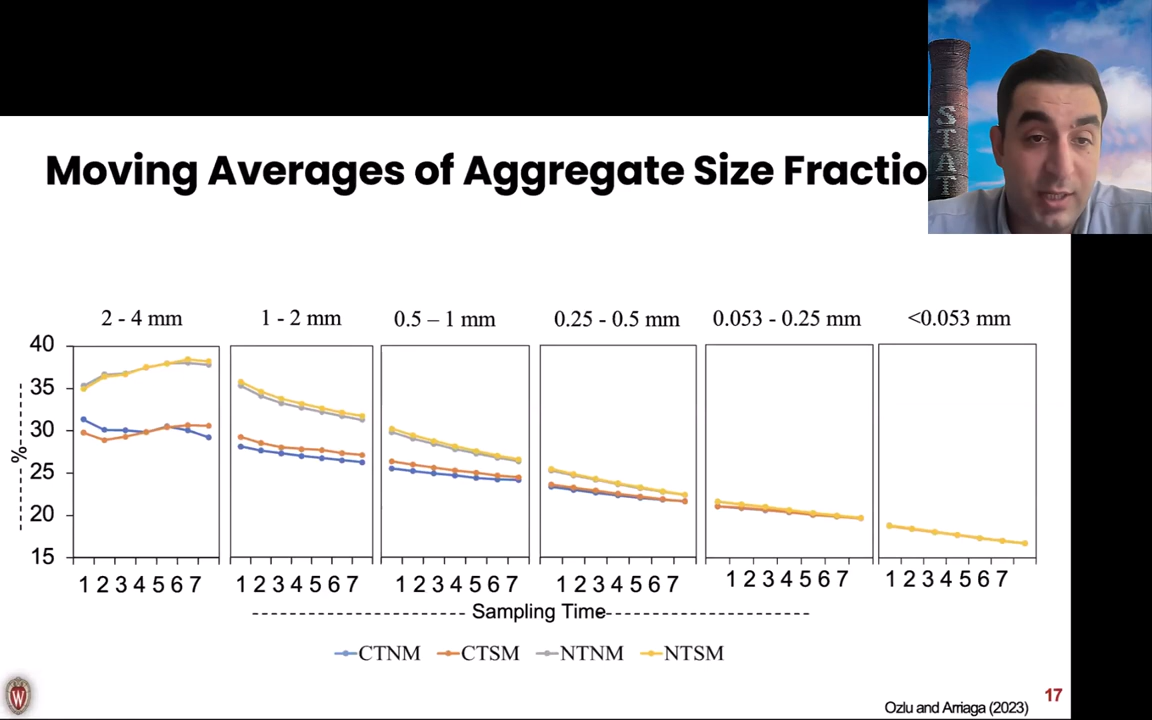 Moving Averages of Aggregate Size Fractio
STAT
2 - 4 mm 1 - 2 mm 0.5 – 1 mm 0.25 - 0.5 mm 0.053 - 0.25 mm <0.053 mm
40
35
30
25
20
15
%
1 2 3 4 5 6 7 1 2 3 4 5 6 7 1 2 3 4 5 6 7 1 2 3 4 5 6 7 1 2 3 4 5 6 7 1 2 3 4 5 6 7
Sampling Time
CTNM CTSM NTNM NTSM
W
Ozlu and Arriaga (2023)
17